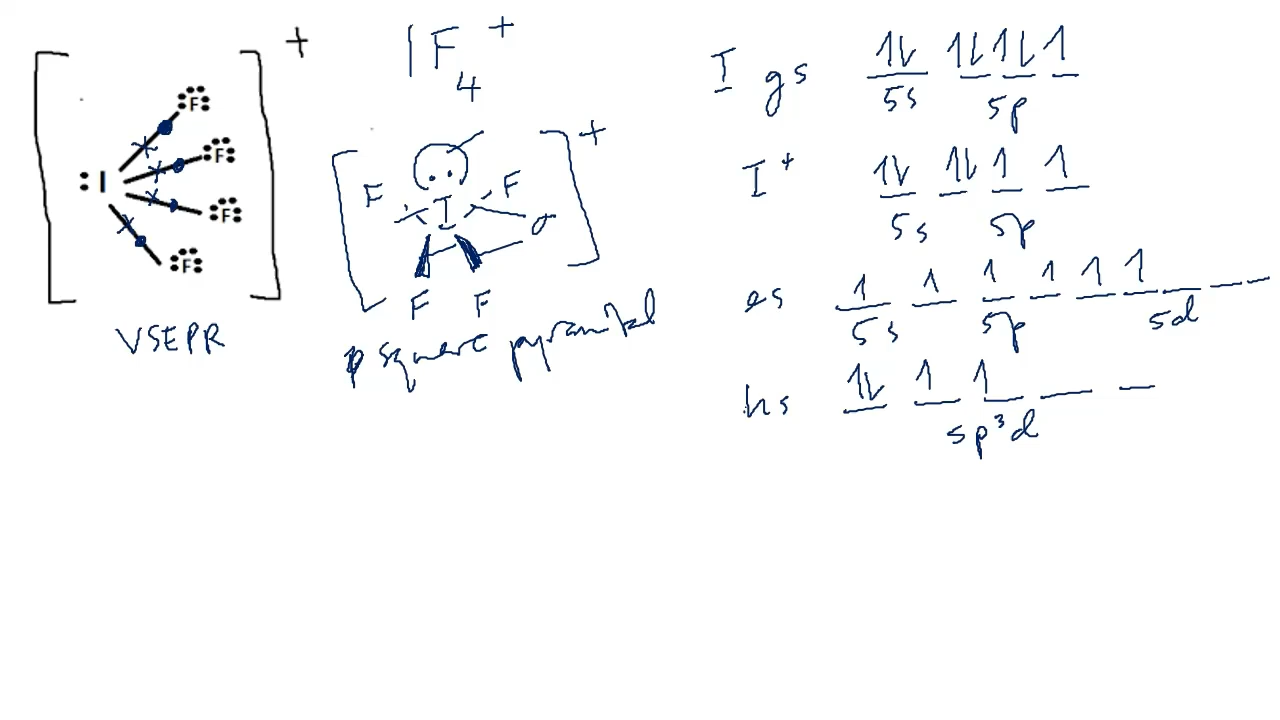 [ +
IF₄⁺
I gs ↿⇂ ↿⇂ ↿⇂ ↿
5s 5p
:F:
:F:
:I
:F:
:F:
VSEPR
[ ] +
F I F
σ
F F
p square pyramidal
I⁺ ↿⇂ ↿⇂ ↿ ↿
5s 5p
es ↿ ↿ ↿ ↿ ↿ ↿
5s 5p 5d
hs ↿⇂ ↿ ↿
sp³d